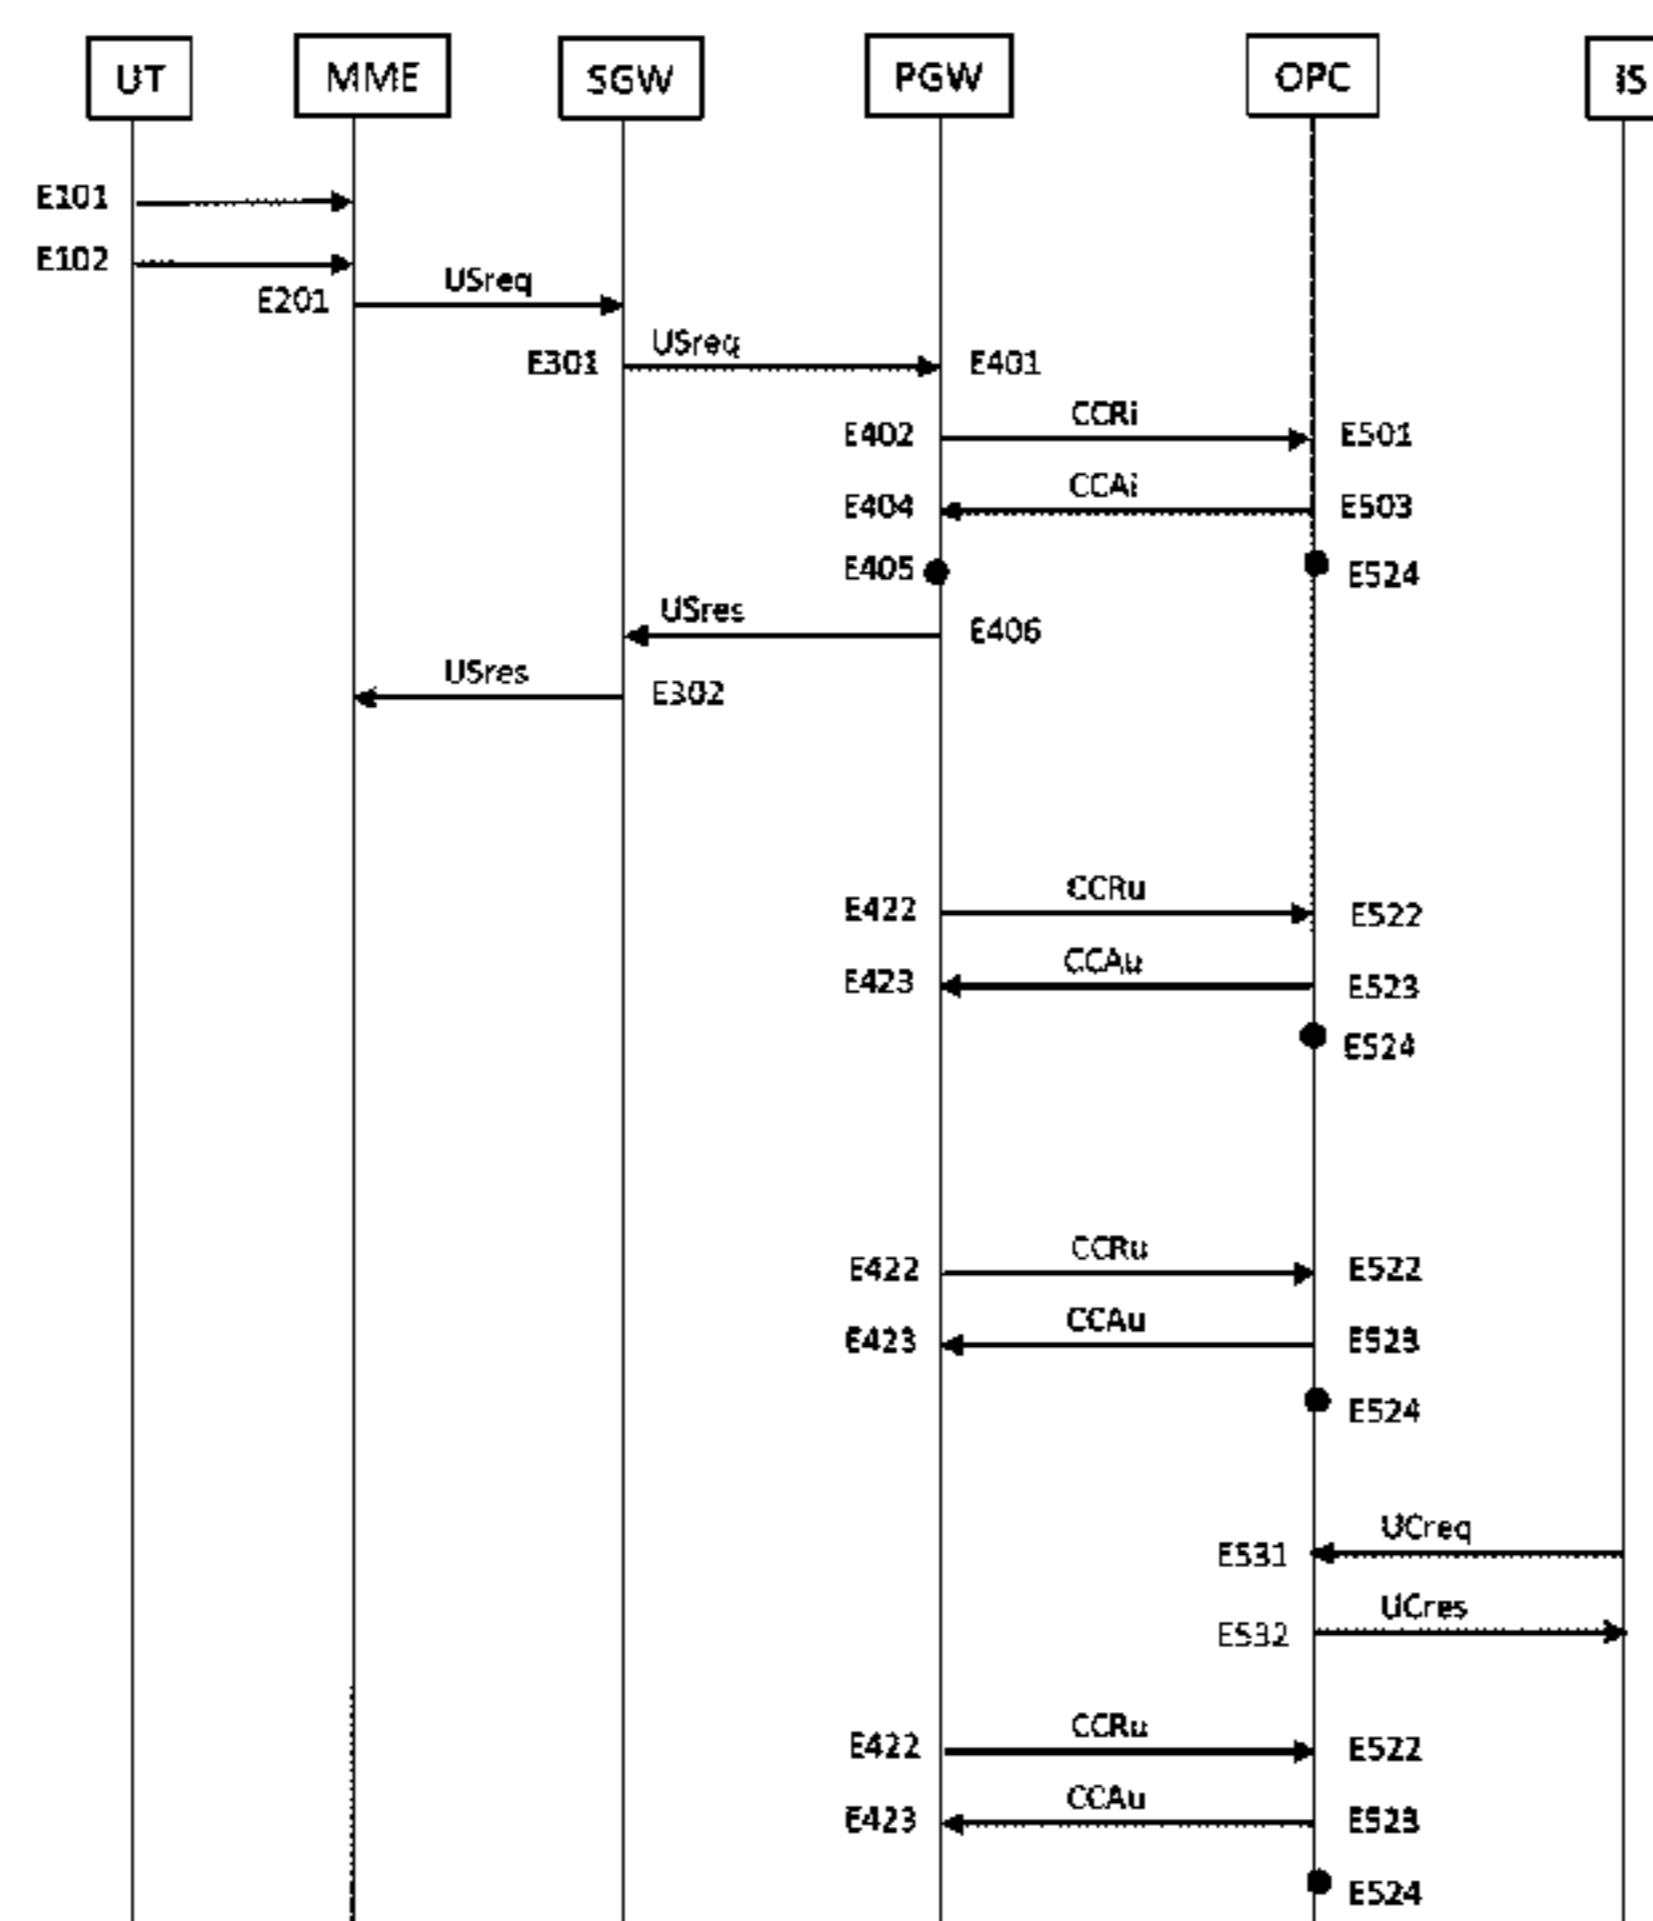 UT MME SGW PGW OPC IS
E101
E102
USreq
E201
USreq
E301 E401
CCRi
E402 E501
CCAi
E404 E503
E405 E524
USres
E406
USres
E302
CCRu
E422 E522
CCAu
E423 E523
E524
CCRu
E422 E522
CCAu
E423 E523
E524
UCreq
E531
UCres
E532
CCRu
E422 E522
CCAu
E423 E523
E524